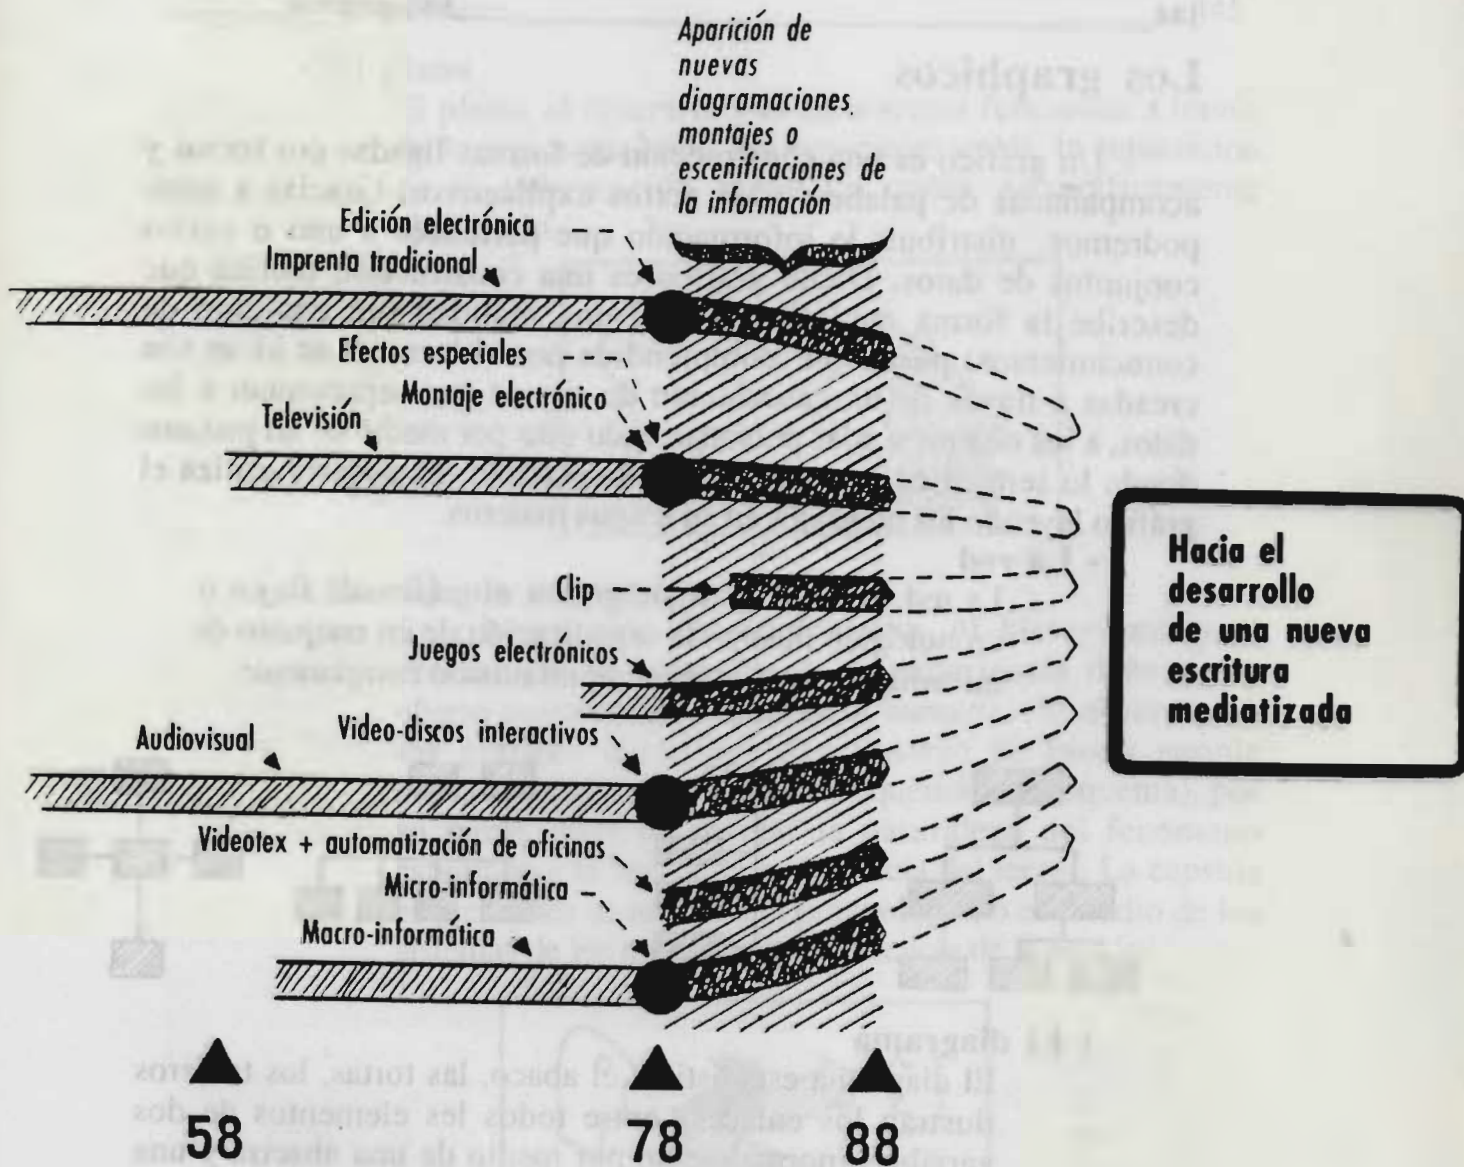 Aparición de
nuevas
diagramaciones,
montajes o
escenificaciones de
la información
Edición electrónica
Imprenta tradicional
Efectos especiales
Montaje electrónico
Televisión
Clip
Juegos electrónicos
Video-discos interactivos
Audiovisual
Videotex + automatización de oficinas
Micro-informática
Macro-informática
Hacia el
desarrollo
de una nueva
escritura
mediatizada
58
78
88